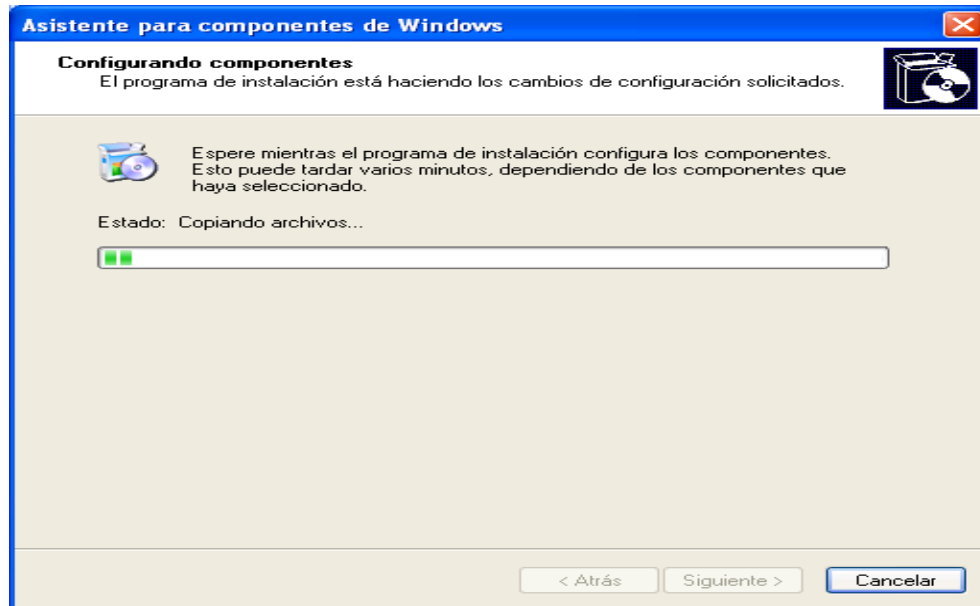 Asistente para componentes de Windows
Configurando componentes
El programa de instalación está haciendo los cambios de configuración solicitados.
Espere mientras el programa de instalación configura los componentes.
Esto puede tardar varios minutos, dependiendo de los componentes que
haya seleccionado.
Estado: Copiando archivos...
< Atrás Siguiente > Cancelar